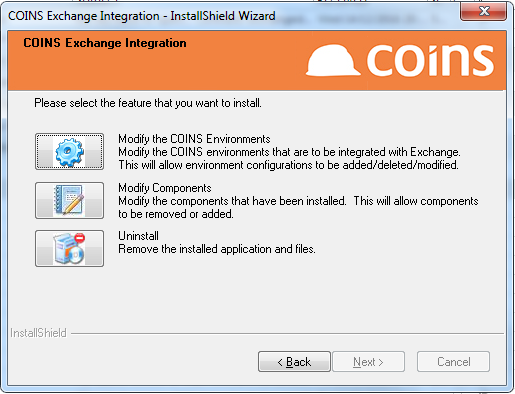 COINS Exchange Integration - InstallShield Wizard
COINS Exchange Integration
coins
Please select the feature that you want to install.
Modify the COINS Environments
Modify the COINS environments that are to be integrated with Exchange.
This will allow environment configurations to be added/deleted/modified.
Modify Components
Modify the components that have been installed.  This will allow components
to be removed or added.
Uninstall
Remove the installed application and files.
InstallShield
< Back
Next >
Cancel